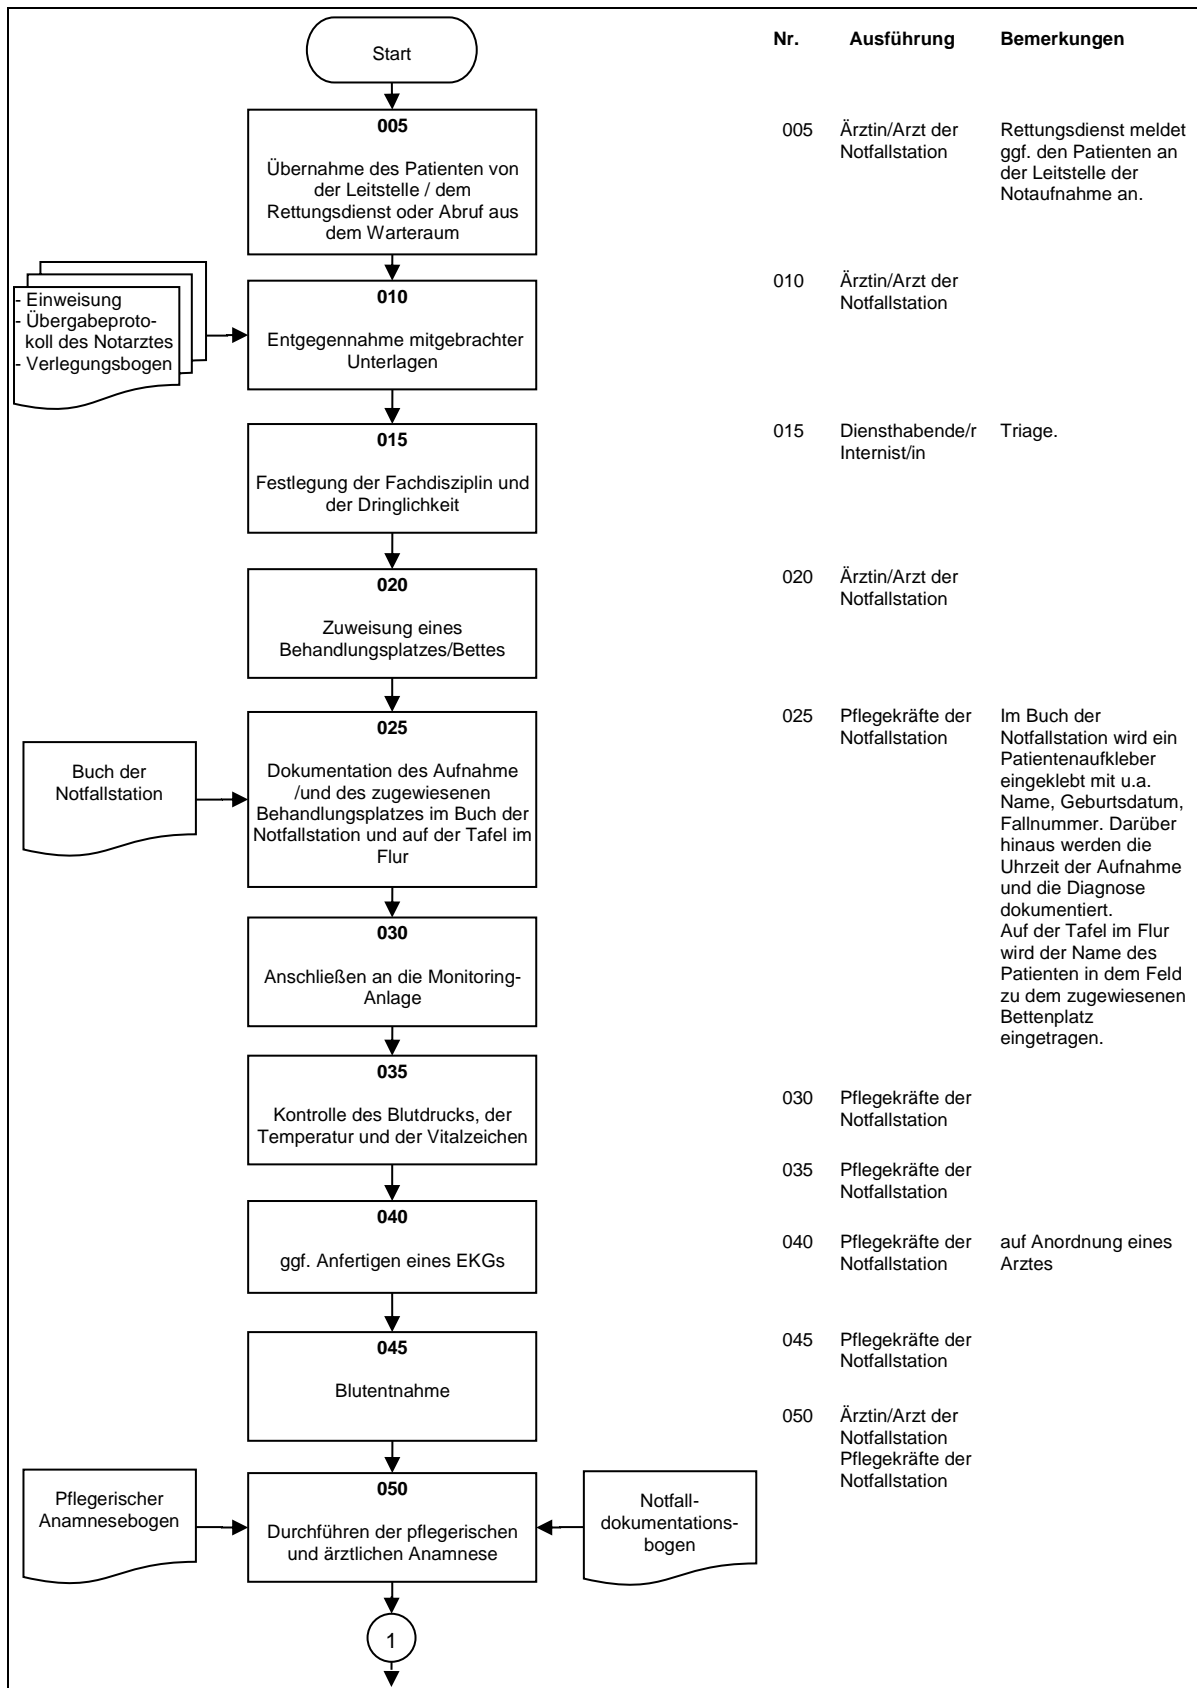 Start
005
Übernahme des Patienten von
der Leitstelle / dem
Rettungsdienst oder Abruf aus
dem Warteraum
- Einweisung
- Übergabeproto-
koll des Notarztes
- Verlegungsbogen
010
Entgegennahme mitgebrachter
Unterlagen
015
Festlegung der Fachdisziplin und
der Dringlichkeit
020
Zuweisung eines
Behandlungsplatzes/Bettes
Buch der
Notfallstation
025
Dokumentation des Aufnahme
/und des zugewiesenen
Behandlungsplatzes im Buch der
Notfallstation und auf der Tafel im
Flur
030
Anschließen an die Monitoring-
Anlage
035
Kontrolle des Blutdrucks, der
Temperatur und der Vitalzeichen
040
ggf. Anfertigen eines EKGs
045
Blutentnahme
Pflegerischer
Anamnesebogen
050
Durchführen der pflegerischen
und ärztlichen Anamnese
Notfall-
dokumentations-
bogen
1
Nr. Ausführung Bemerkungen
005 Ärztin/Arzt der Rettungsdienst meldet
Notfallstation ggf. den Patienten an
der Leitstelle der
Notaufnahme an.
010 Ärztin/Arzt der
Notfallstation
015 Diensthabende/r Triage.
Internist/in
020 Ärztin/Arzt der
Notfallstation
025 Pflegekräfte der Im Buch der
Notfallstation Notfallstation wird ein
Patientenaufkleber
eingeklebt mit u.a.
Name, Geburtsdatum,
Fallnummer. Darüber
hinaus werden die
Uhrzeit der Aufnahme
und die Diagnose
dokumentiert.
Auf der Tafel im Flur
wird der Name des
Patienten in dem Feld
zu dem zugewiesenen
Bettenplatz
eingetragen.
030 Pflegekräfte der
Notfallstation
035 Pflegekräfte der
Notfallstation
040 Pflegekräfte der auf Anordnung eines
Notfallstation Arztes
045 Pflegekräfte der
Notfallstation
050 Ärztin/Arzt der
Notfallstation
Pflegekräfte der
Notfallstation